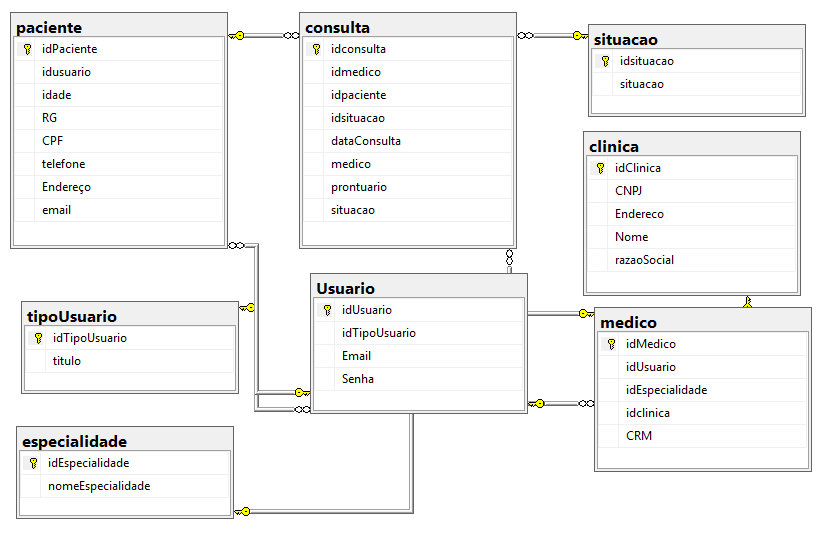 paciente
idPaciente
idusuario
idade
RG
CPF
telefone
Endereço
email
consulta
idconsulta
idmedico
idpaciente
idsituacao
dataConsulta
medico
prontuario
situacao
situacao
idsituacao
situacao
clinica
idClinica
CNPJ
Endereco
Nome
razaoSocial
tipoUsuario
idTipoUsuario
titulo
Usuario
idUsuario
idTipoUsuario
Email
Senha
medico
idMedico
idUsuario
idEspecialidade
idclinica
CRM
especialidade
idEspecialidade
nomeEspecialidade